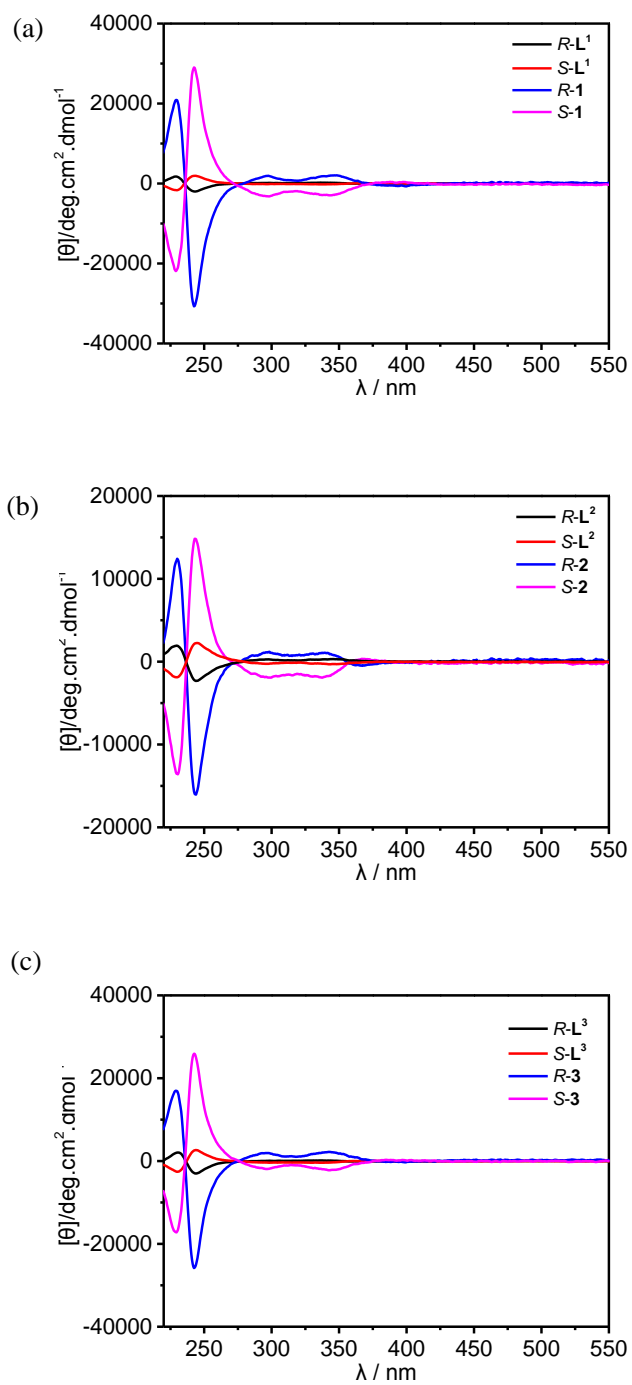 (a)
40000
20000
0
-20000
-40000
[θ]/deg.cm².dmol⁻¹
R-L¹
S-L¹
R-1
S-1
250 300 350 400 450 500 550
λ / nm
(b)
20000
10000
0
-10000
-20000
[θ]/deg.cm².dmol⁻¹
R-L²
S-L²
R-2
S-2
250 300 350 400 450 500 550
λ / nm
(c)
40000
20000
0
-20000
-40000
[θ]/deg.cm².dmol
R-L³
S-L³
R-3
S-3
250 300 350 400 450 500 550
λ / nm